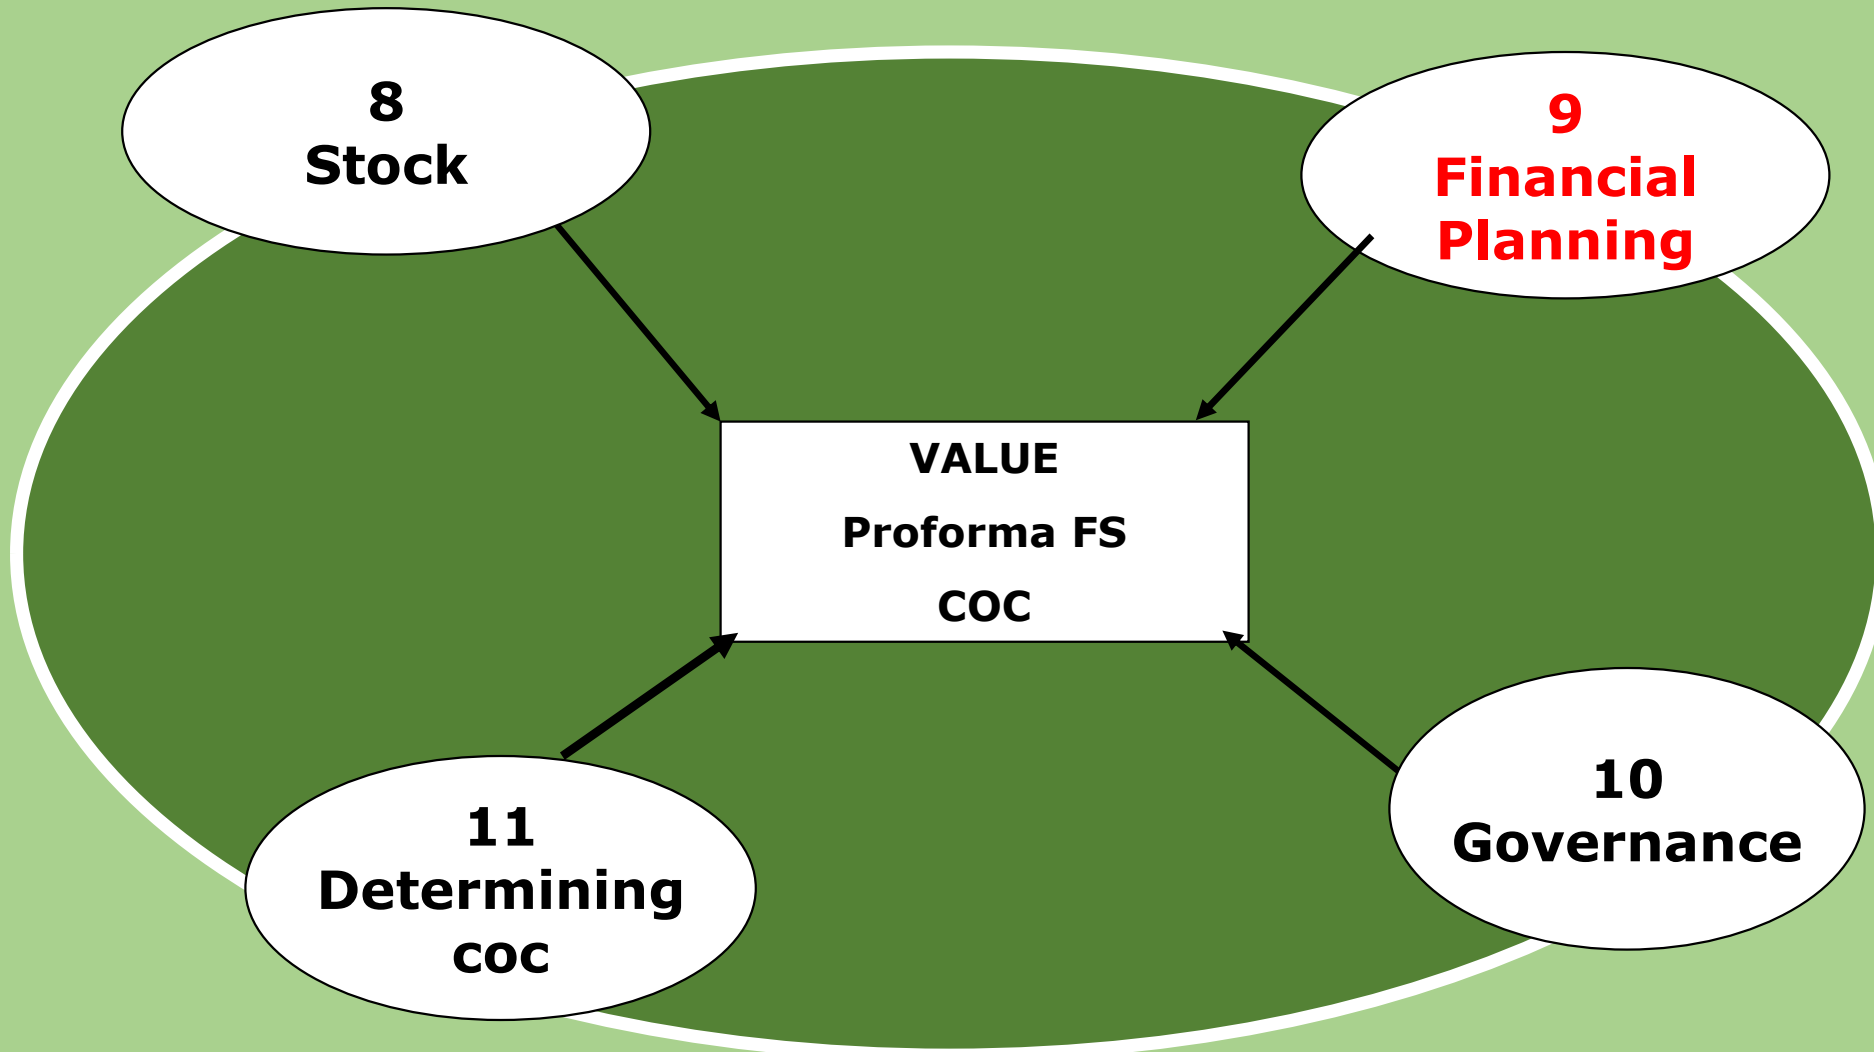 8
Stock
9
Financial
Planning
VALUE
Proforma FS
COC
11
Determining
coc
10
Governance